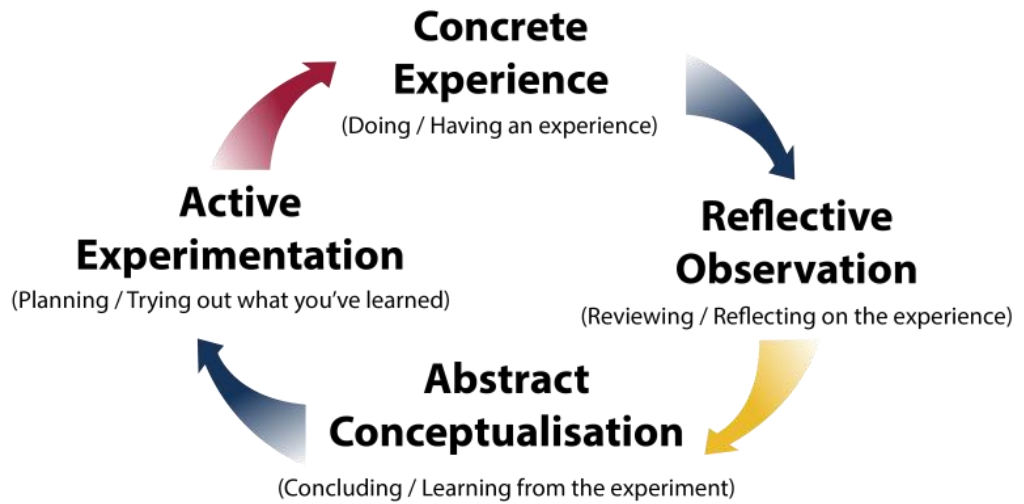 Concrete
Experience
(Doing / Having an experience)
Reflective
Observation
(Reviewing / Reflecting on the experience)
Abstract
Conceptualisation
(Concluding / Learning from the experiment)
Active
Experimentation
(Planning / Trying out what you’ve learned)